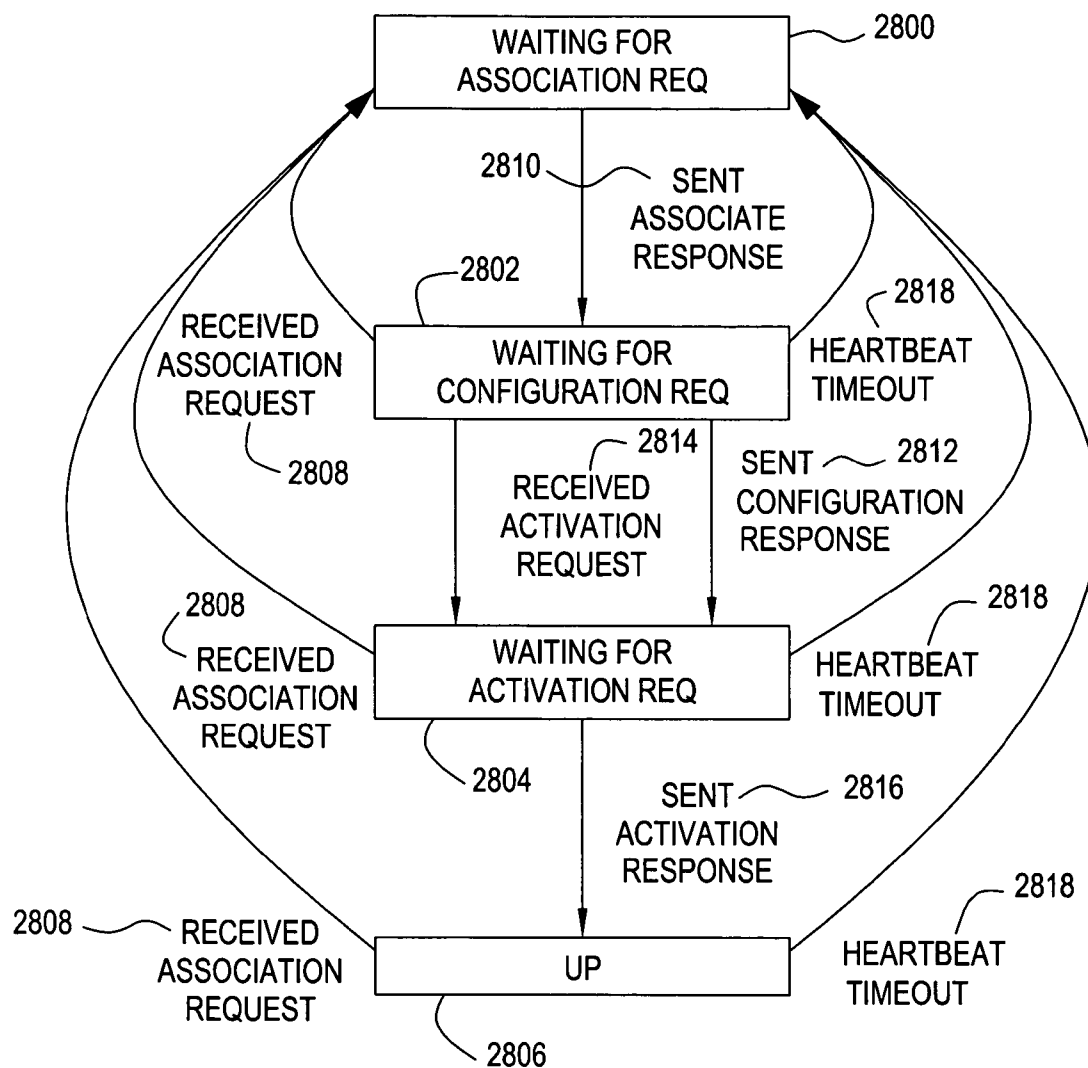 WAITING FOR
ASSOCIATION REQ
2800
2810
SENT
ASSOCIATE
RESPONSE
2802
2818
RECEIVED
ASSOCIATION
REQUEST
2808
WAITING FOR
CONFIGURATION REQ
HEARTBEAT
TIMEOUT
2814
RECEIVED
ACTIVATION
REQUEST
SENT 2812
CONFIGURATION
RESPONSE
2808
RECEIVED
ASSOCIATION
REQUEST
WAITING FOR
ACTIVATION REQ
2818
HEARTBEAT
TIMEOUT
2804
SENT 2816
ACTIVATION
RESPONSE
2808 RECEIVED
ASSOCIATION
REQUEST
UP
2818
HEARTBEAT
TIMEOUT
2806